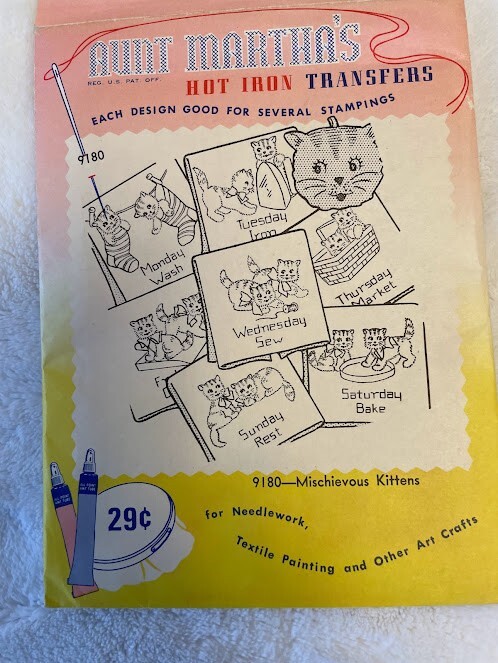 AUNT MARTHA'S
REG. U.S. PAT. OFF.
HOT IRON TRANSFERS
EACH DESIGN GOOD FOR SEVERAL STAMPINGS
9180
Tuesday
Iron
Monday
Wash
Thursday
Market
Wednesday
Sew
F
Saturday
Bake
Sunday
Rest
9180—Mischievous Kittens
29¢
for Needlework,
Textile Painting and Other Art Crafts